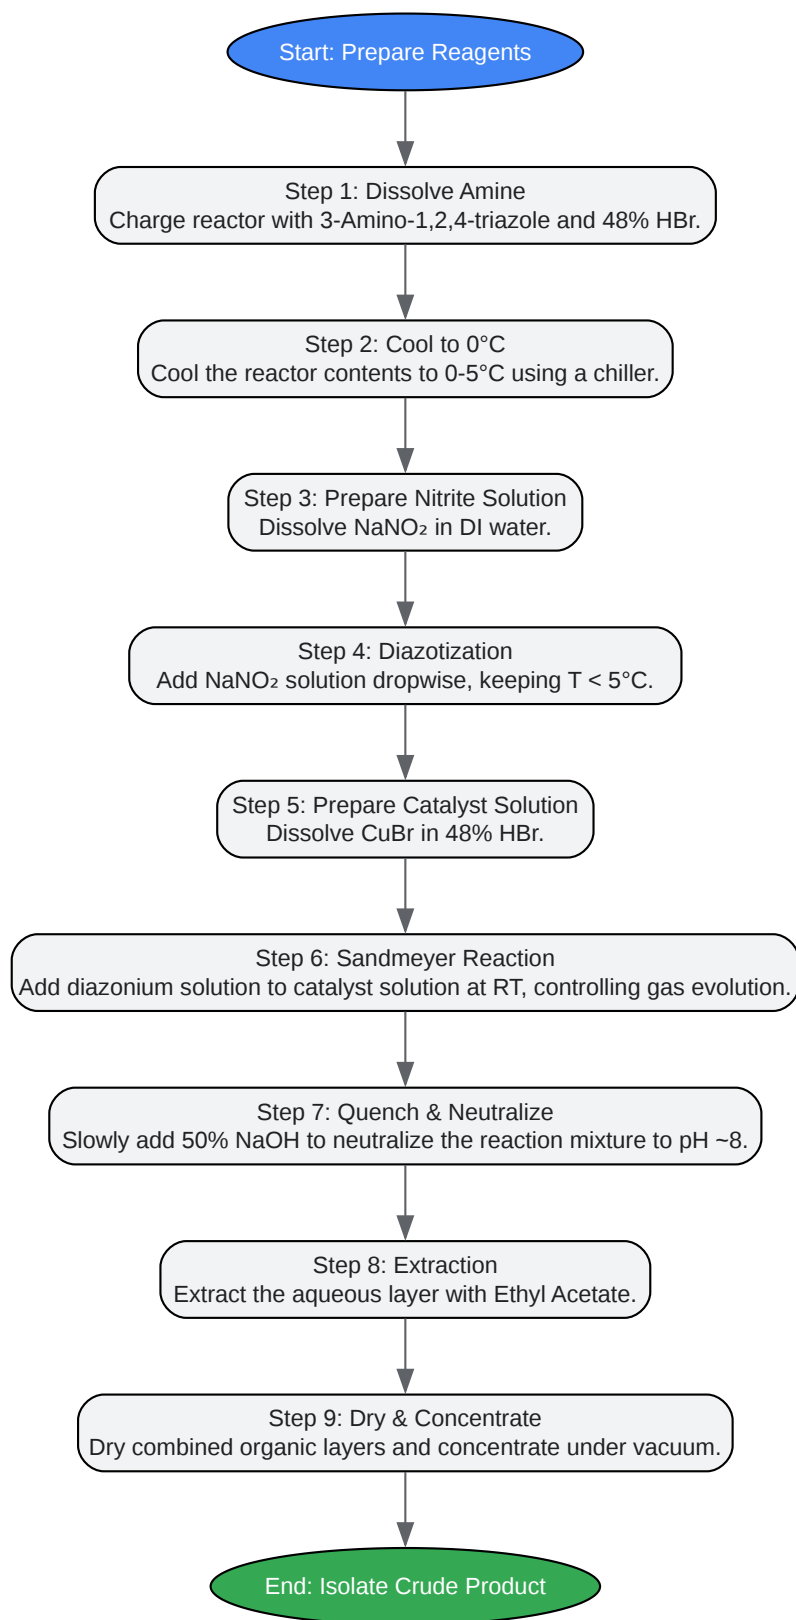 Start: Prepare Reagents
Step 1: Dissolve Amine
Charge reactor with 3-Amino-1,2,4-triazole and 48% HBr.
Step 2: Cool to 0°C
Cool the reactor contents to 0-5°C using a chiller.
Step 3: Prepare Nitrite Solution
Dissolve NaNO₂ in DI water.
Step 4: Diazotization
Add NaNO₂ solution dropwise, keeping T < 5°C.
Step 5: Prepare Catalyst Solution
Dissolve CuBr in 48% HBr.
Step 6: Sandmeyer Reaction
Add diazonium solution to catalyst solution at RT, controlling gas evolution.
Step 7: Quench & Neutralize
Slowly add 50% NaOH to neutralize the reaction mixture to pH ~8.
Step 8: Extraction
Extract the aqueous layer with Ethyl Acetate.
Step 9: Dry & Concentrate
Dry combined organic layers and concentrate under vacuum.
End: Isolate Crude Product